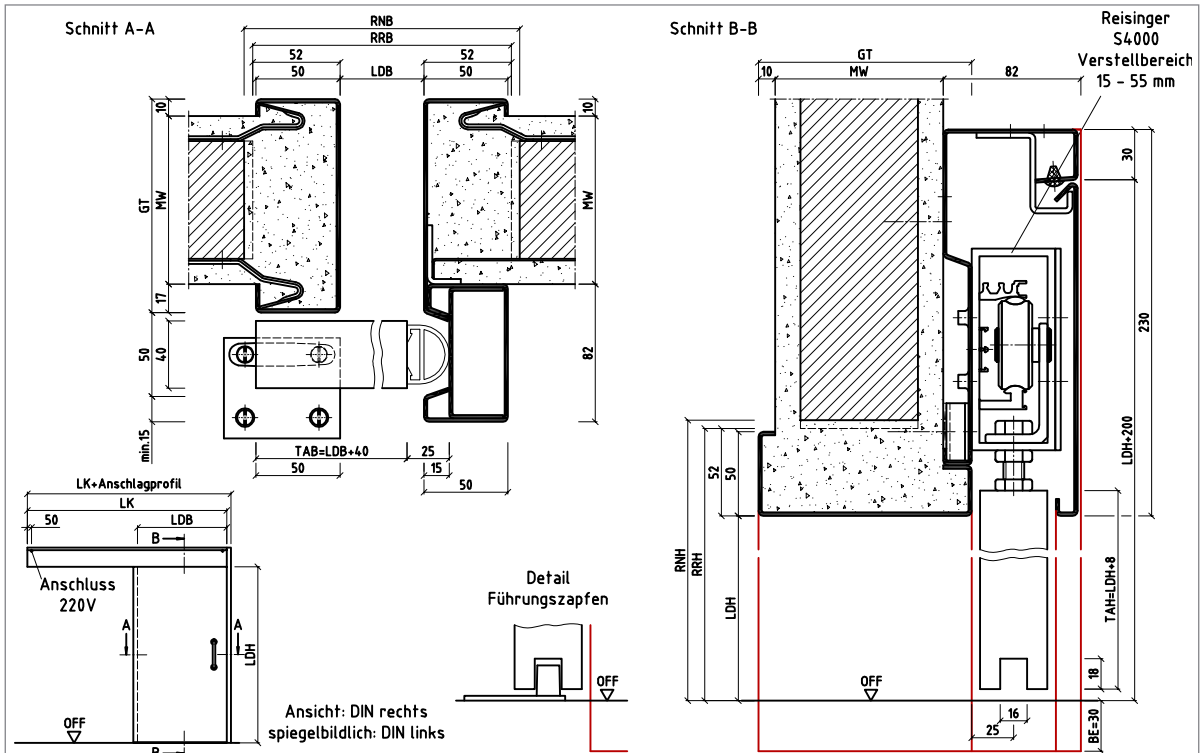 Schnitt A-A
RNB
RRB
52
52
50
LDB
50
10
10
GT
MW
MW
17
50
40
82
min.15
TAB=LDB+40
25
50
15
50
LK+Anschlagprofil
LK
50
LDB
B
Anschluss
220V
A
A
LDH
OFF
B
Ansicht: DIN rechts
spiegelbildlich: DIN links
Detail
Führungszapfen
OFF
Schnitt B-B
Reisinger
S4000
Verstellbereich
15 - 55 mm
GT
10
MW
82
30
230
LDH+200
52
50
RNH
RRH
LDH
TAH=LDH+8
OFF
18
16
25
BE=30